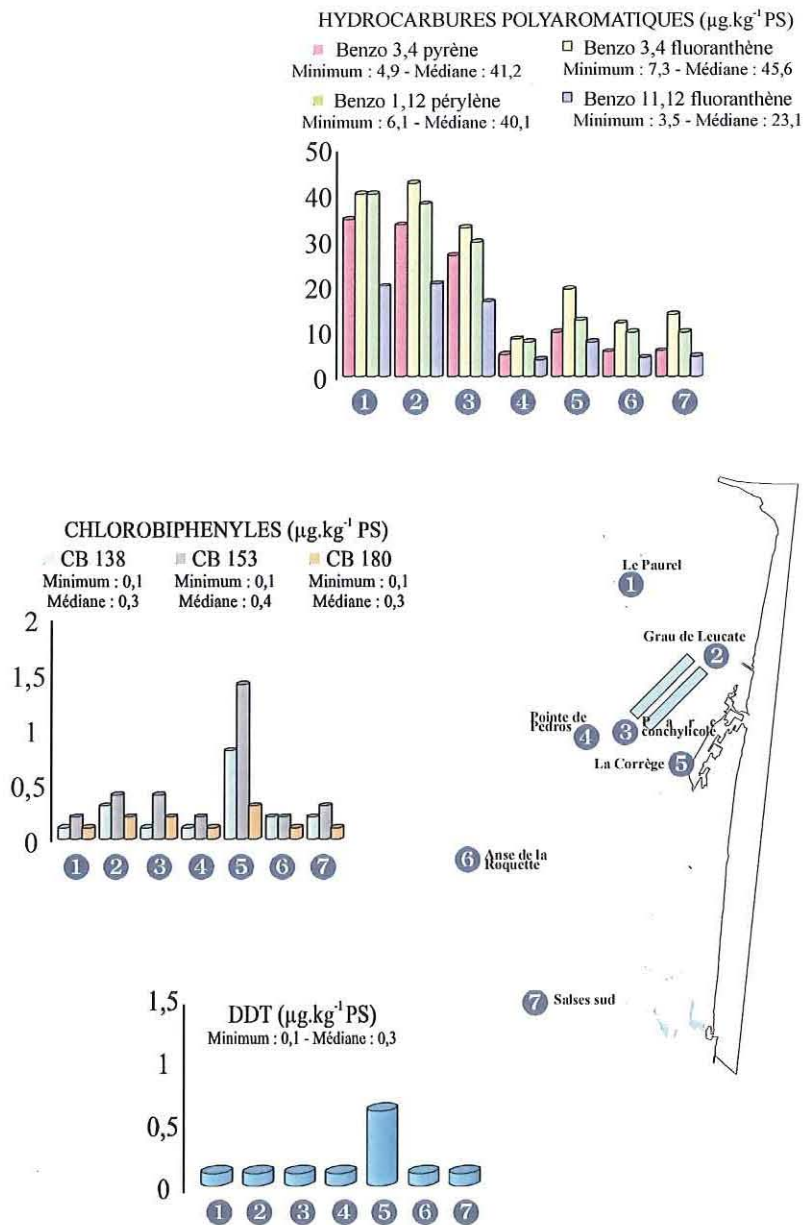 HYDROCARBURES POLYAROMATIQUES (µg.kg⁻¹ PS)
Benzo 3,4 pyrène
Minimum : 4,9 - Médiane : 41,2
Benzo 3,4 fluoranthène
Minimum : 7,3 - Médiane : 45,6
Benzo 1,12 pérylène
Minimum : 6,1 - Médiane : 40,1
Benzo 11,12 fluoranthène
Minimum : 3,5 - Médiane : 23,1
50
40
30
20
10
0
1 2 3 4 5 6 7
CHLOROBIPHENYLES (µg.kg⁻¹ PS)
CB 138
Minimum : 0,1
Médiane : 0,3
CB 153
Minimum : 0,1
Médiane : 0,4
CB 180
Minimum : 0,1
Médiane : 0,3
2
1,5
1
0,5
0
1 2 3 4 5 6 7
Le Paurel
1
Grau de Leucate
2
Pointe de
Pedros
4
3
P a r c
conchylicole
La Corrège
5
6
Anse de la
Roquette
7
Salses sud
DDT (µg.kg⁻¹ PS)
Minimum : 0,1 - Médiane : 0,3
1,5
1
0,5
0
1 2 3 4 5 6 7